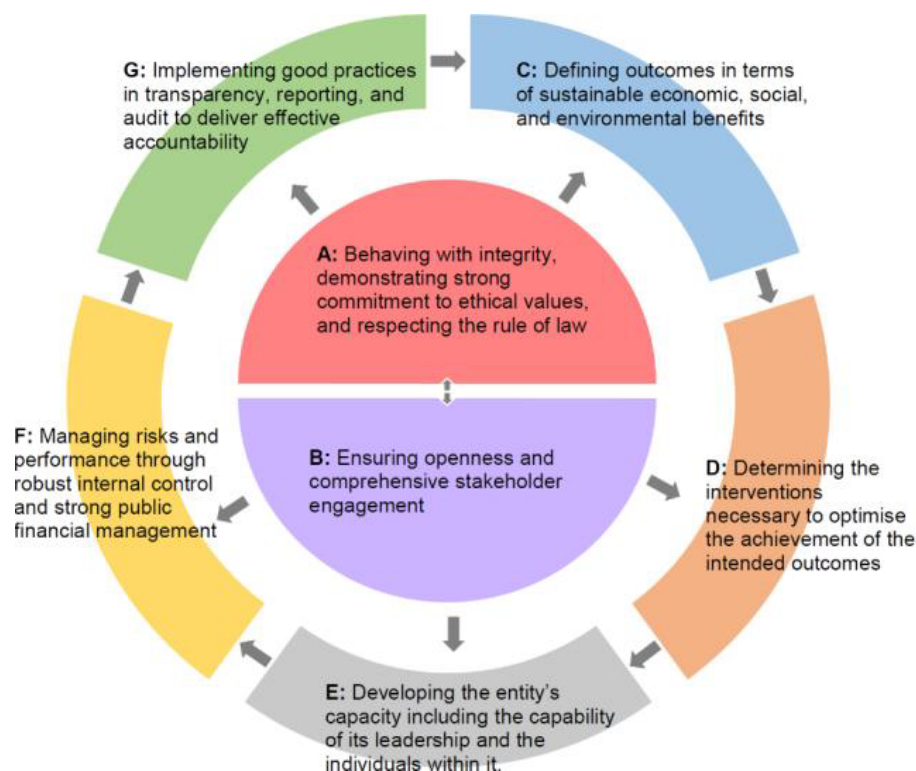 G: Implementing good practices
in transparency, reporting, and
audit to deliver effective
accountability
C: Defining outcomes in terms
of sustainable economic, social,
and environmental benefits
A: Behaving with integrity,
demonstrating strong
commitment to ethical values,
and respecting the rule of law
F: Managing risks and
performance through
robust internal control
and strong public
financial management
B: Ensuring openness and
comprehensive stakeholder
engagement
D: Determining the
interventions
necessary to optimise
the achievement of the
intended outcomes
E: Developing the entity's
capacity including the capability
of its leadership and the
individuals within it.